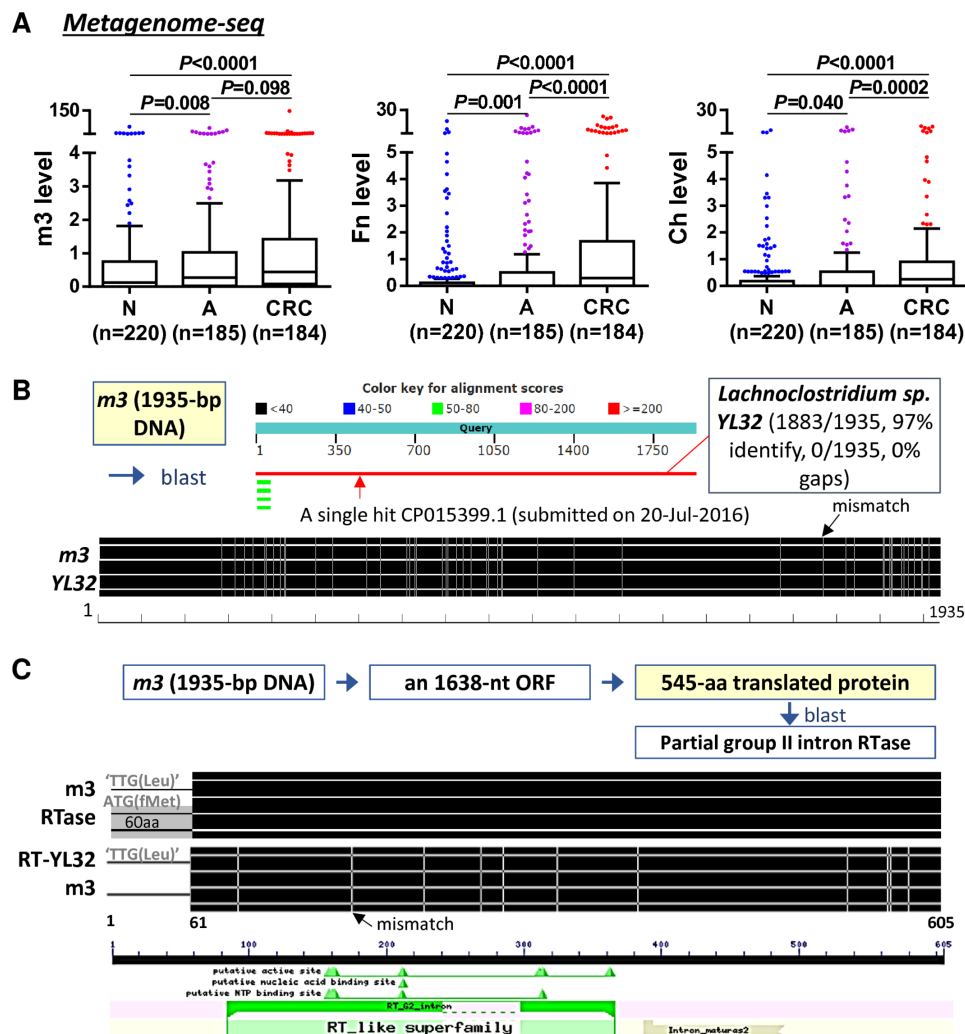 A Metagenome-seq
P<0.0001
P=0.008 P=0.098
150
4
3
2
1
0
m3 level
N A CRC
(n=220) (n=185) (n=184)
P<0.0001
P=0.001 P<0.0001
30
5
4
3
2
1
0
Fn level
N A CRC
(n=220) (n=185) (n=184)
P<0.0001
P=0.040 P=0.0002
30
5
4
3
2
1
0
Ch level
N A CRC
(n=220) (n=185) (n=184)
B
m3 (1935-bp
DNA)
blast
Color key for alignment scores
<40 40-50 50-80 80-200 >=200
Query
1 350 700 1050 1400 1750
A single hit CP015399.1 (submitted on 20-Jul-2016)
Lachnoclostridium sp.
YL32 (1883/1935, 97%
identify, 0/1935, 0%
gaps)
mismatch
m3
YL32
1 1935
C
m3 (1935-bp DNA)
an 1638-nt ORF
545-aa translated protein
blast
Partial group II intron RTase
'TTG(Leu)'
m3
ATG(fMet)
RTase
60aa
RT-YL32 'TTG(Leu)'
m3
1 61 605
mismatch
1 100 200 300 400 500 605
putative active site
putative nucleic acid binding site
putative NTP binding site
RT_G2_intron
RT_like superfamily
Intron_maturas2